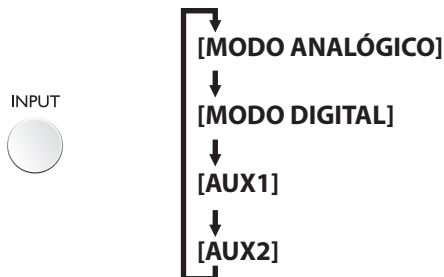 INPUT
[MODO ANALÓGICO]
[MODO DIGITAL]
[AUX1]
[AUX2]